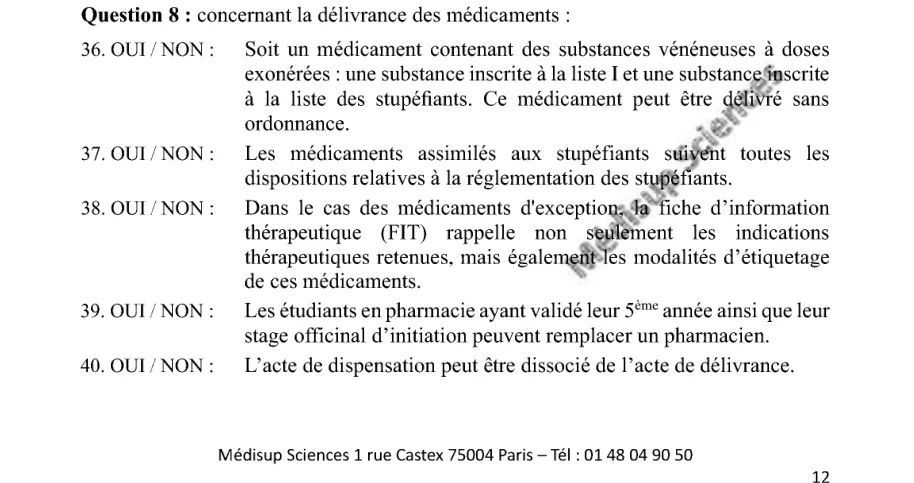 Question 8 : concernant la délivrance des médicaments :
36. OUI / NON : Soit un médicament contenant des substances vénéneuses à doses
exonérées : une substance inscrite à la liste I et une substance inscrite
à la liste des stupéfiants. Ce médicament peut être délivré sans
ordonnance.
37. OUI / NON : Les médicaments assimilés aux stupéfiants suivent toutes les
dispositions relatives à la réglementation des stupéfiants.
38. OUI / NON : Dans le cas des médicaments d'exception, la fiche d’information
thérapeutique (FIT) rappelle non seulement les indications
thérapeutiques retenues, mais également les modalités d’étiquetage
de ces médicaments.
39. OUI / NON : Les étudiants en pharmacie ayant validé leur 5ème année ainsi que leur
stage officinal d’initiation peuvent remplacer un pharmacien.
40. OUI / NON : L’acte de dispensation peut être dissocié de l’acte de délivrance.
Médisup Sciences
Médisup Sciences 1 rue Castex 75004 Paris – Tél : 01 48 04 90 50
12